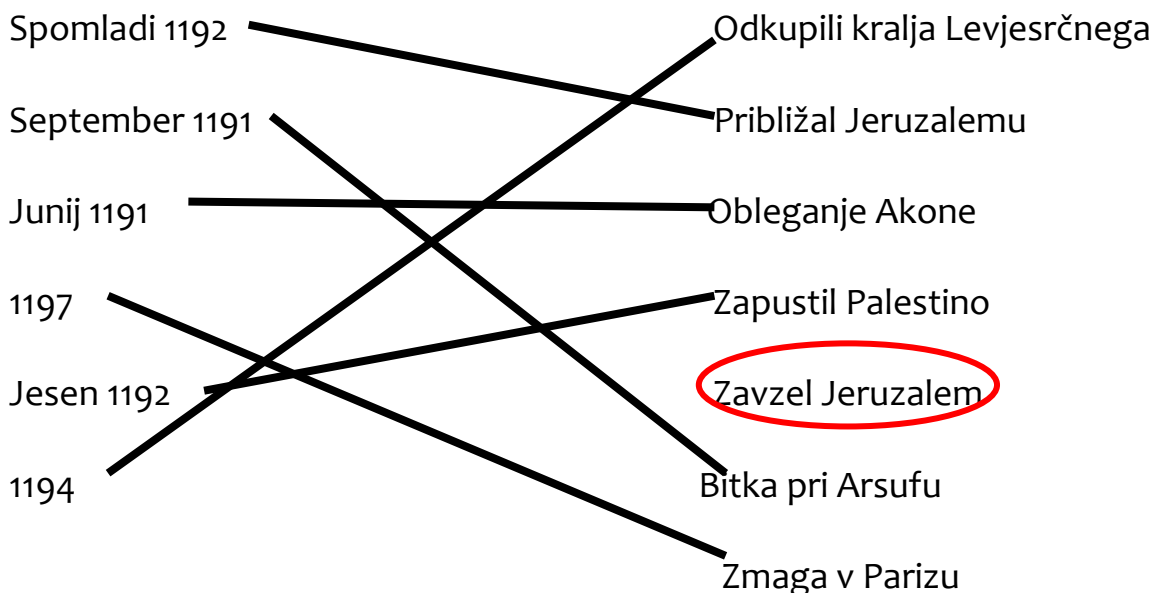 Spomladi 1192
Odkupili kralja Levjesrčnega
September 1191
Približal Jeruzalemu
Junij 1191
Obleganje Akone
1197
Zapustil Palestino
Jesen 1192
Zavzel Jeruzalem
1194
Bitka pri Arsufu
Zmaga v Parizu